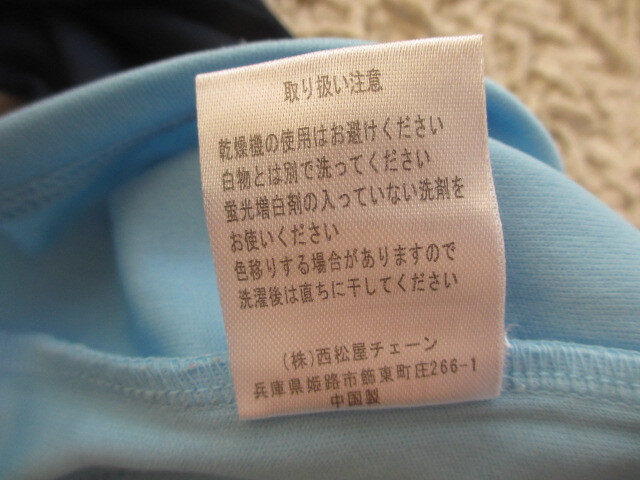 取り扱い注意
乾燥機の使用はお避けください
白物とは別で洗ってください
蛍光増白剤の入っていない洗剤を
お使いください
色移りする場合がありますので
洗濯後は直ちに干してください
(株)西松屋チェーン
兵庫県姫路市飾東町庄266-1
中国製